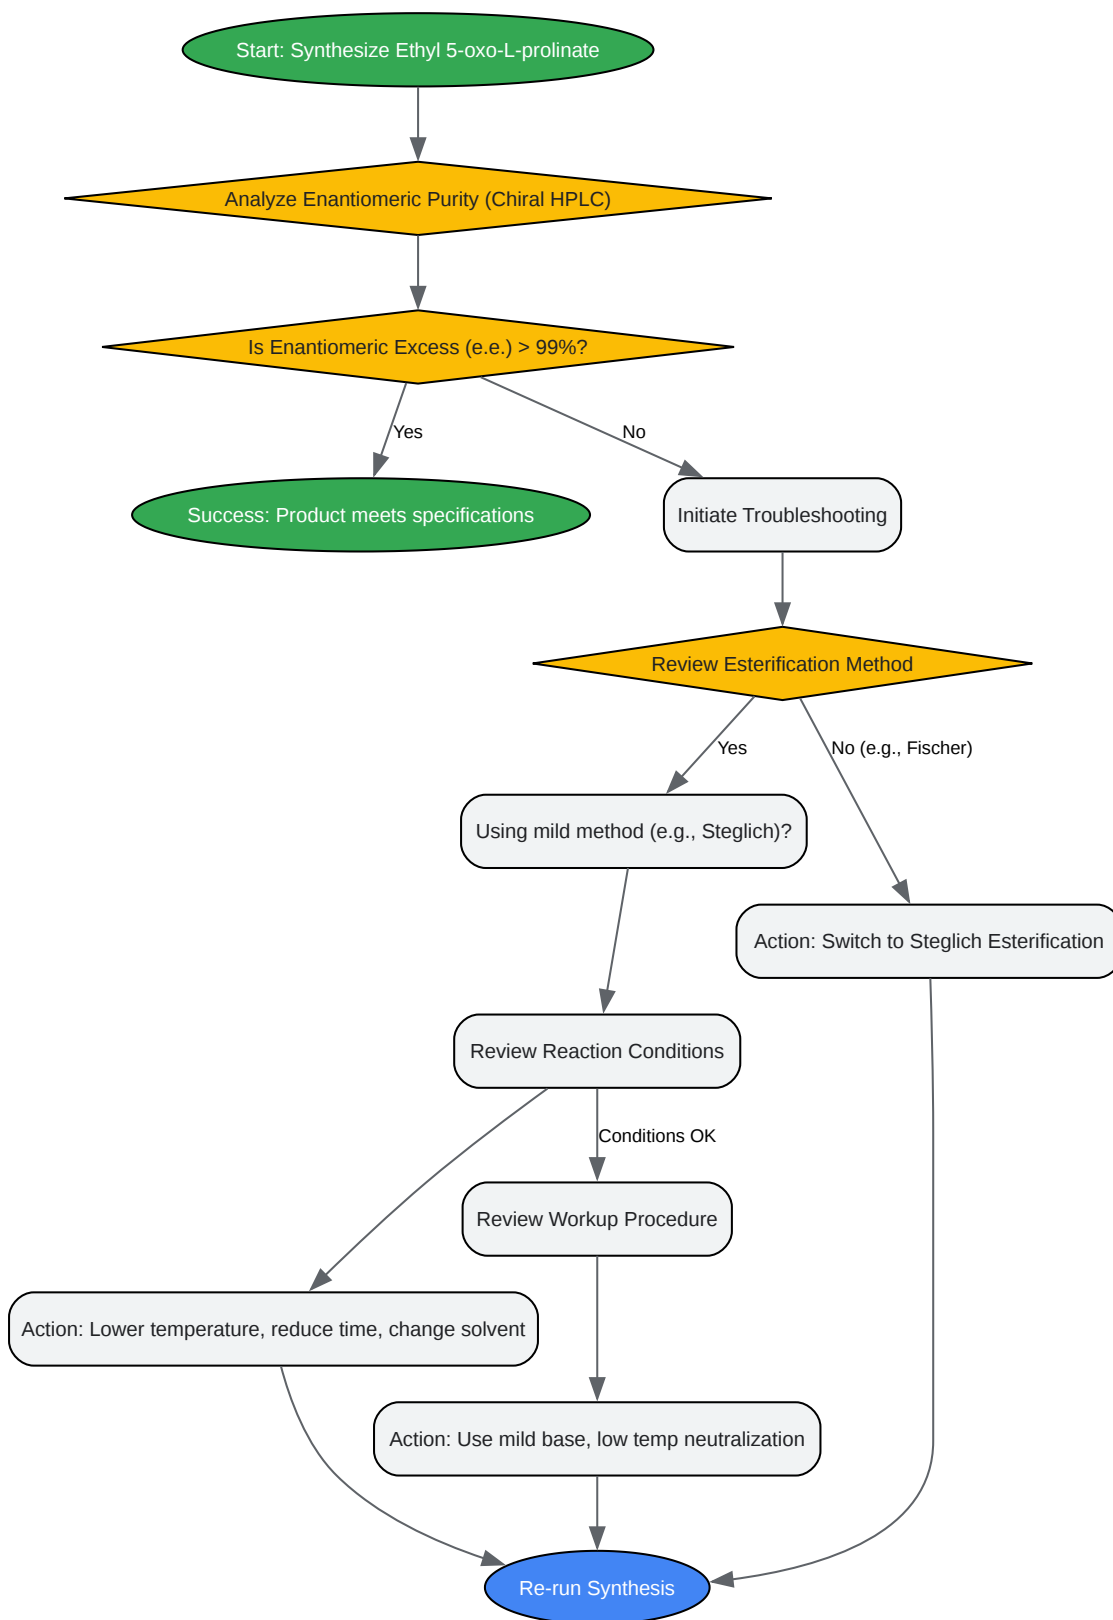 Start: Synthesize Ethyl 5-oxo-L-prolinate
Analyze Enantiomeric Purity (Chiral HPLC)
Is Enantiomeric Excess (e.e.) > 99%?
Yes
No
Success: Product meets specifications
Initiate Troubleshooting
Review Esterification Method
Yes
No (e.g., Fischer)
Using mild method (e.g., Steglich)?
Action: Switch to Steglich Esterification
Review Reaction Conditions
Conditions OK
Review Workup Procedure
Action: Lower temperature, reduce time, change solvent
Action: Use mild base, low temp neutralization
Re-run Synthesis